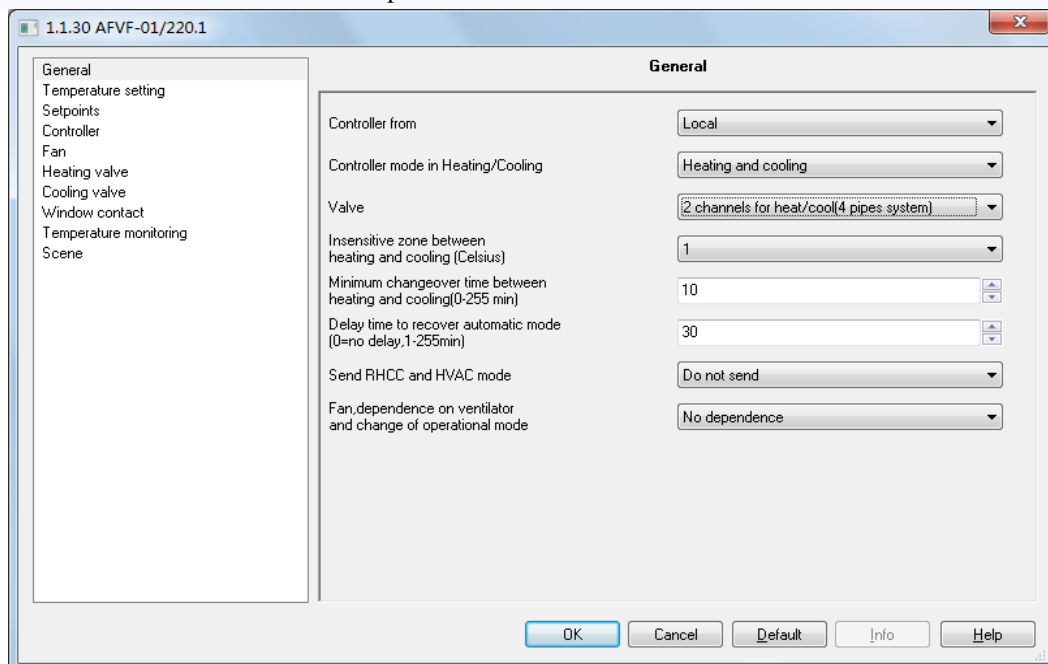 1.1.30 AFVF-01/220.1
General
Temperature setting
Setpoints
Controller
Fan
Heating valve
Cooling valve
Window contact
Temperature monitoring
Scene
General
Controller from
Local
Controller mode in Heating/Cooling
Heating and cooling
Valve
2 channels for heat/cool(4 pipes system)
Insensitive zone between
heating and cooling (Celsius)
1
Minimum changeover time between
heating and cooling(0-255 min)
10
Delay time to recover automatic mode
(0=no delay,1-255min)
30
Send RHCC and HVAC mode
Do not send
Fan,dependence on ventilator
and change of operational mode
No dependence
OK
Cancel
Default
Info
Help